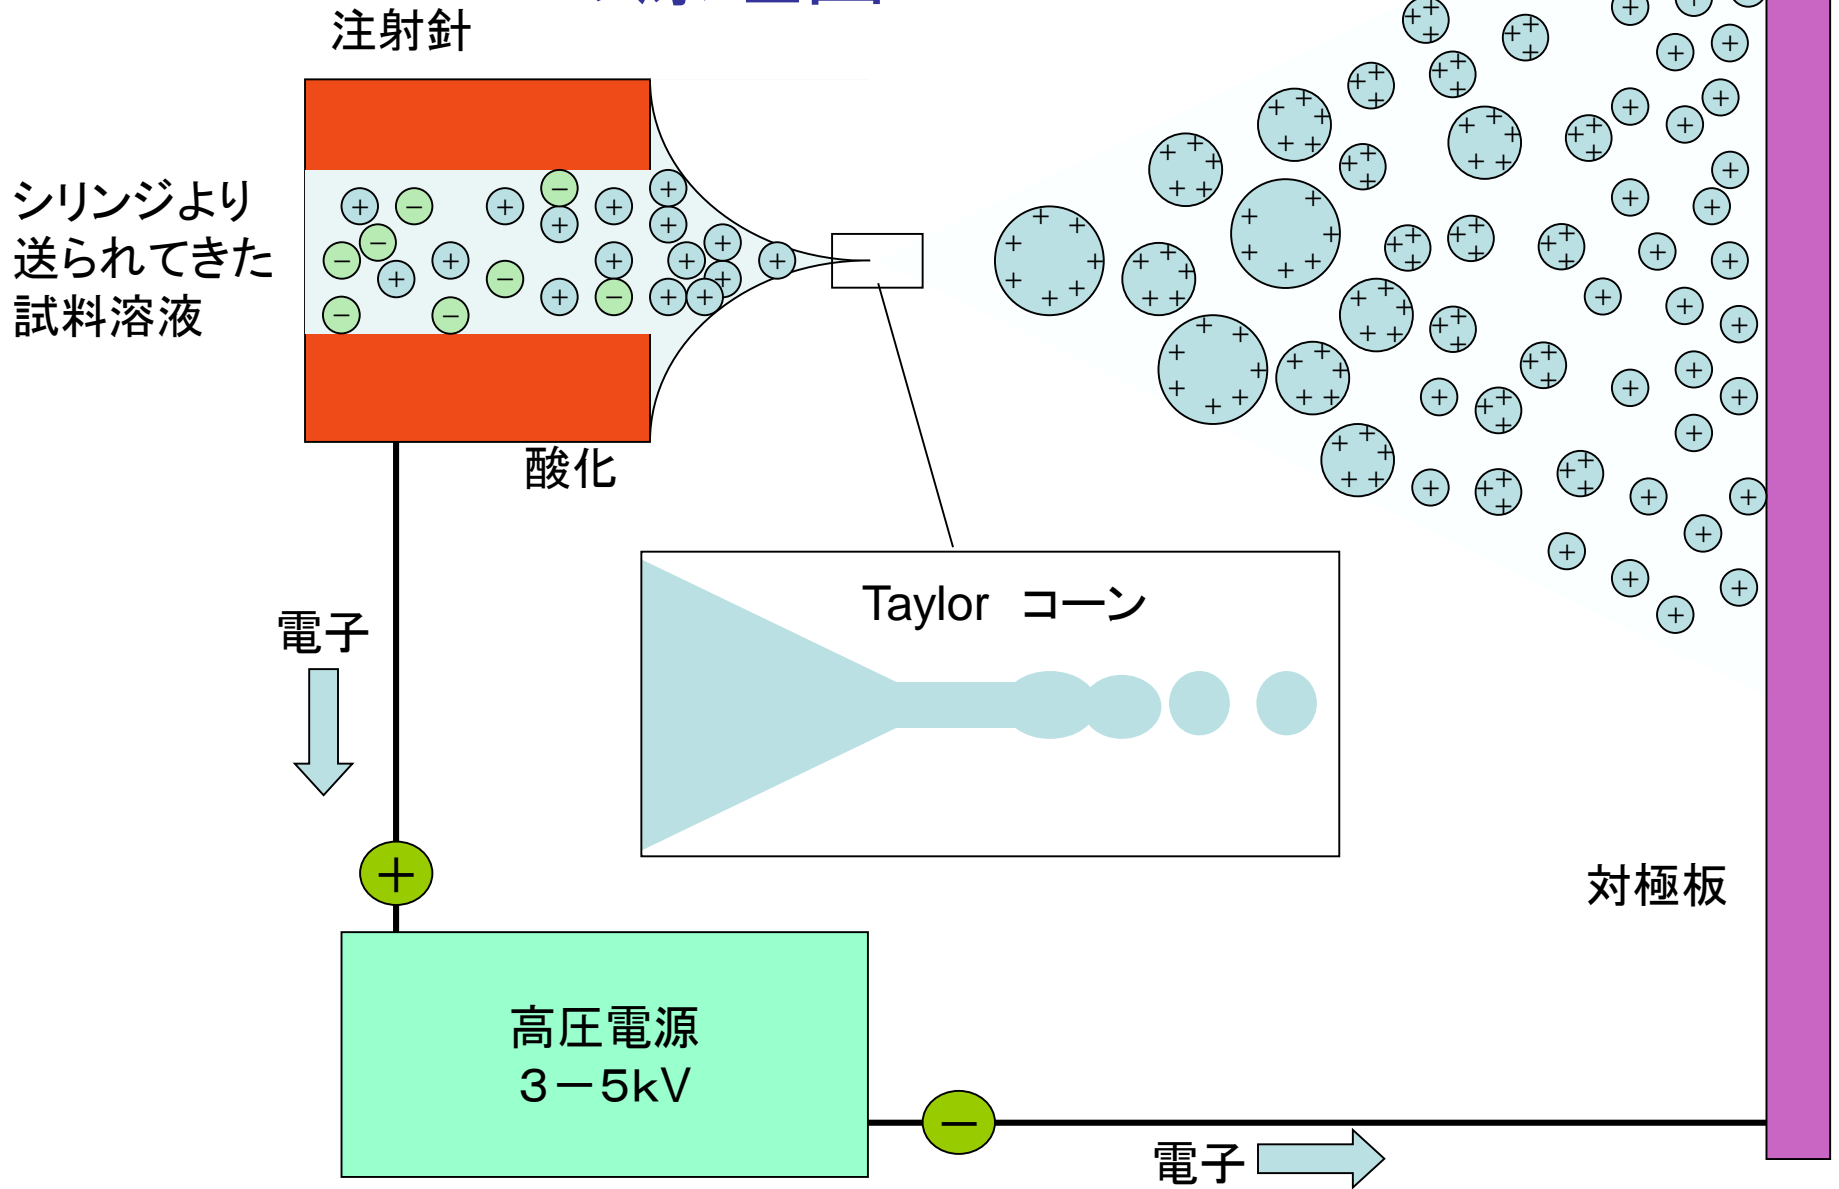 注射針
シリンジより
送られてきた
試料溶液
酸化
電子
Taylor コーン
対極板
高圧電源
3－5kV
電子